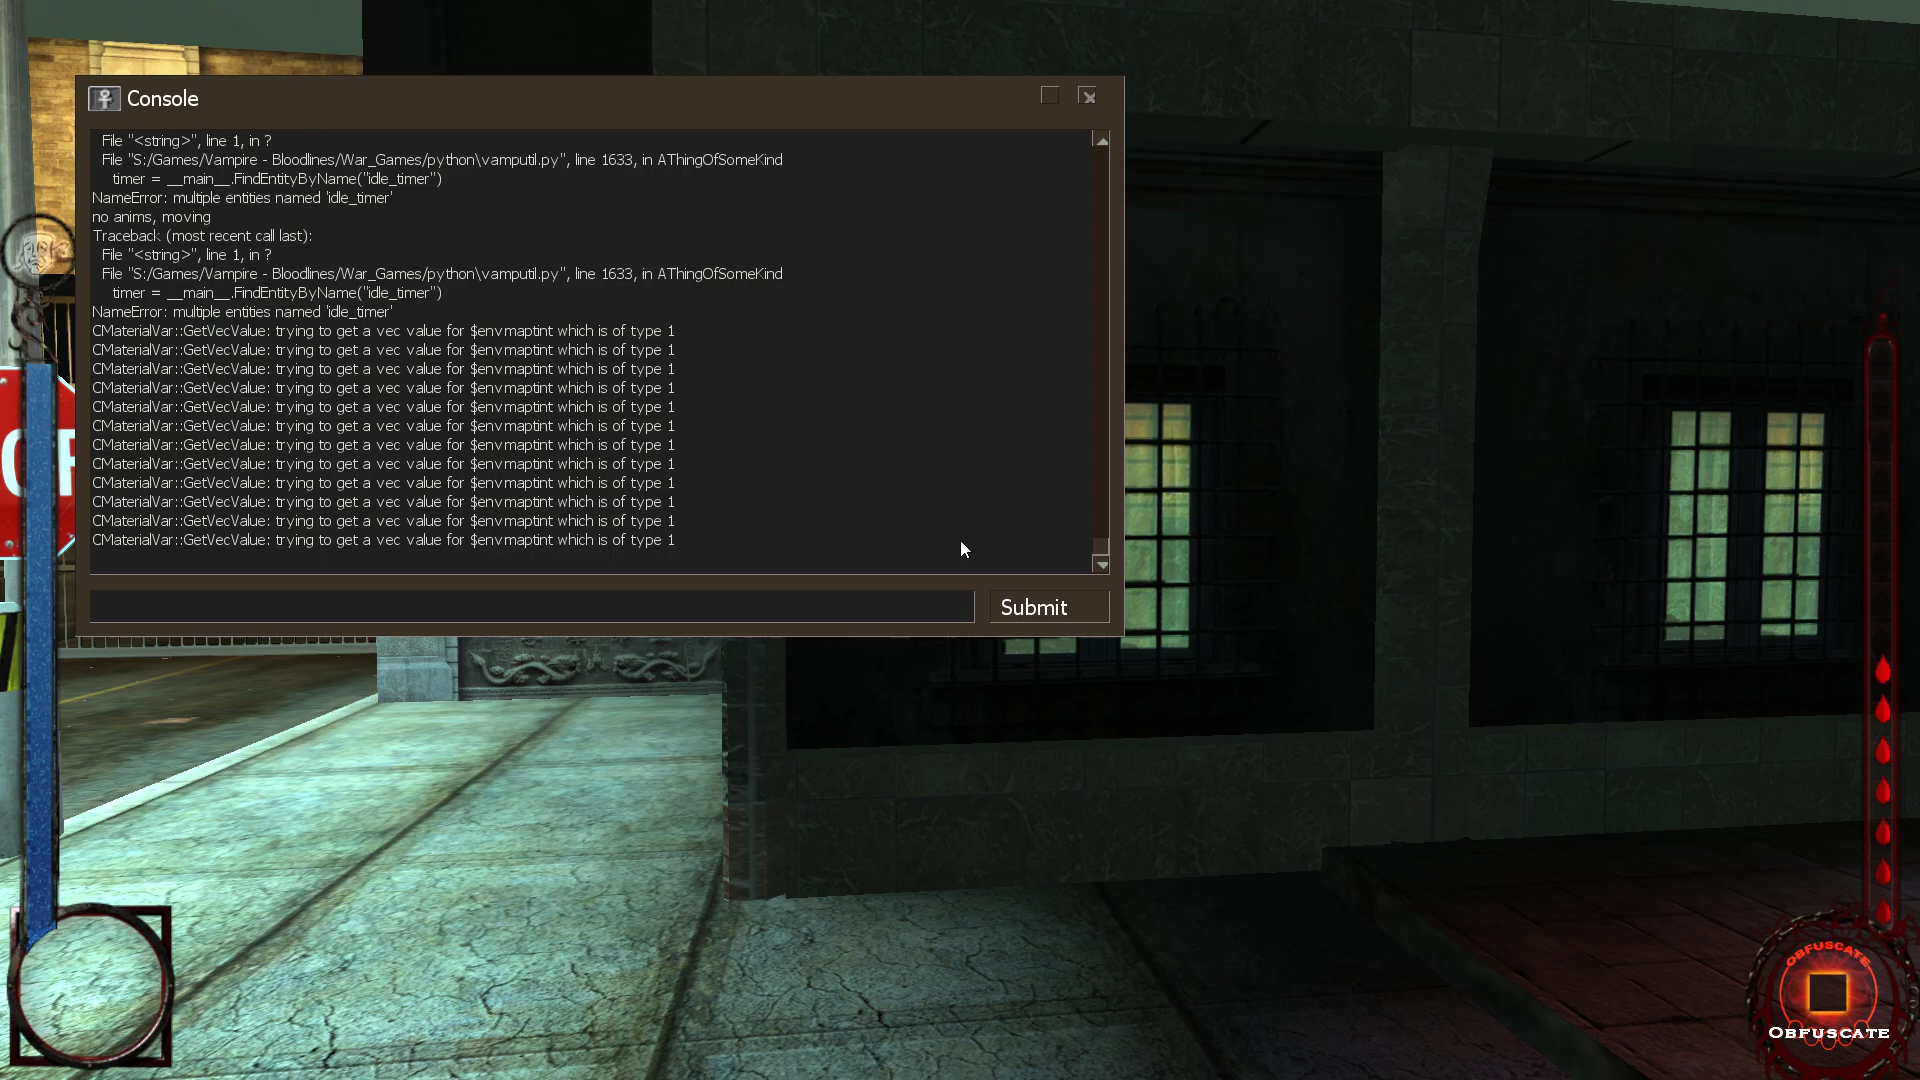 Console
File "<string>", line 1, in ?
File "S:/Games/Vampire - Bloodlines/War_Games/python\vamputil.py", line 1633, in AThingOfSomeKind
timer = __main__.FindEntityByName("idle_timer")
NameError: multiple entities named 'idle_timer'
no anims, moving
Traceback (most recent call last):
File "<string>", line 1, in ?
File "S:/Games/Vampire - Bloodlines/War_Games/python\vamputil.py", line 1633, in AThingOfSomeKind
timer = __main__.FindEntityByName("idle_timer")
NameError: multiple entities named 'idle_timer'
CMaterialVar::GetVecValue: trying to get a vec value for $envmaptint which is of type 1
CMaterialVar::GetVecValue: trying to get a vec value for $envmaptint which is of type 1
CMaterialVar::GetVecValue: trying to get a vec value for $envmaptint which is of type 1
CMaterialVar::GetVecValue: trying to get a vec value for $envmaptint which is of type 1
CMaterialVar::GetVecValue: trying to get a vec value for $envmaptint which is of type 1
CMaterialVar::GetVecValue: trying to get a vec value for $envmaptint which is of type 1
CMaterialVar::GetVecValue: trying to get a vec value for $envmaptint which is of type 1
CMaterialVar::GetVecValue: trying to get a vec value for $envmaptint which is of type 1
CMaterialVar::GetVecValue: trying to get a vec value for $envmaptint which is of type 1
CMaterialVar::GetVecValue: trying to get a vec value for $envmaptint which is of type 1
CMaterialVar::GetVecValue: trying to get a vec value for $envmaptint which is of type 1
CMaterialVar::GetVecValue: trying to get a vec value for $envmaptint which is of type 1
Submit
OBFUSCATE
OBFUSCATE